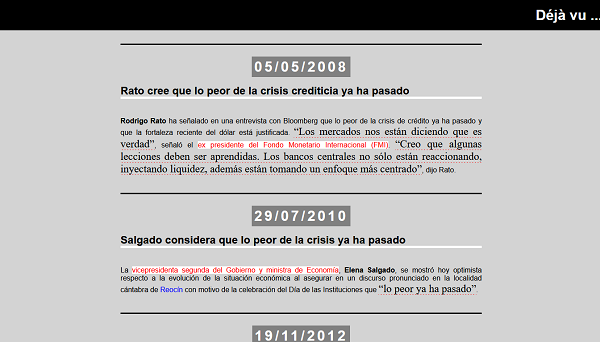 Déjà vu ...
05/05/2008
Rato cree que lo peor de la crisis crediticia ya ha pasado
Rodrigo Rato ha señalado en una entrevista con Bloomberg que lo peor de la crisis de crédito ya ha pasado y
que la fortaleza reciente del dólar está justificada. “Los mercados nos están diciendo que es
verdad”, señaló el ex presidente del Fondo Monetario Internacional (FMI). “Creo que algunas
lecciones deben ser aprendidas. Los bancos centrales no sólo están reaccionando,
inyectando liquidez, además están tomando un enfoque más centrado”, dijo Rato.
29/07/2010
Salgado considera que lo peor de la crisis ya ha pasado
La vicepresidenta segunda del Gobierno y ministra de Economía, Elena Salgado, se mostró hoy optimista
respecto a la evolución de la situación económica al asegurar en un discurso pronunciado en la localidad
cántabra de Reocín con motivo de la celebración del Día de las Instituciones que “lo peor ya ha pasado”.
19/11/2012